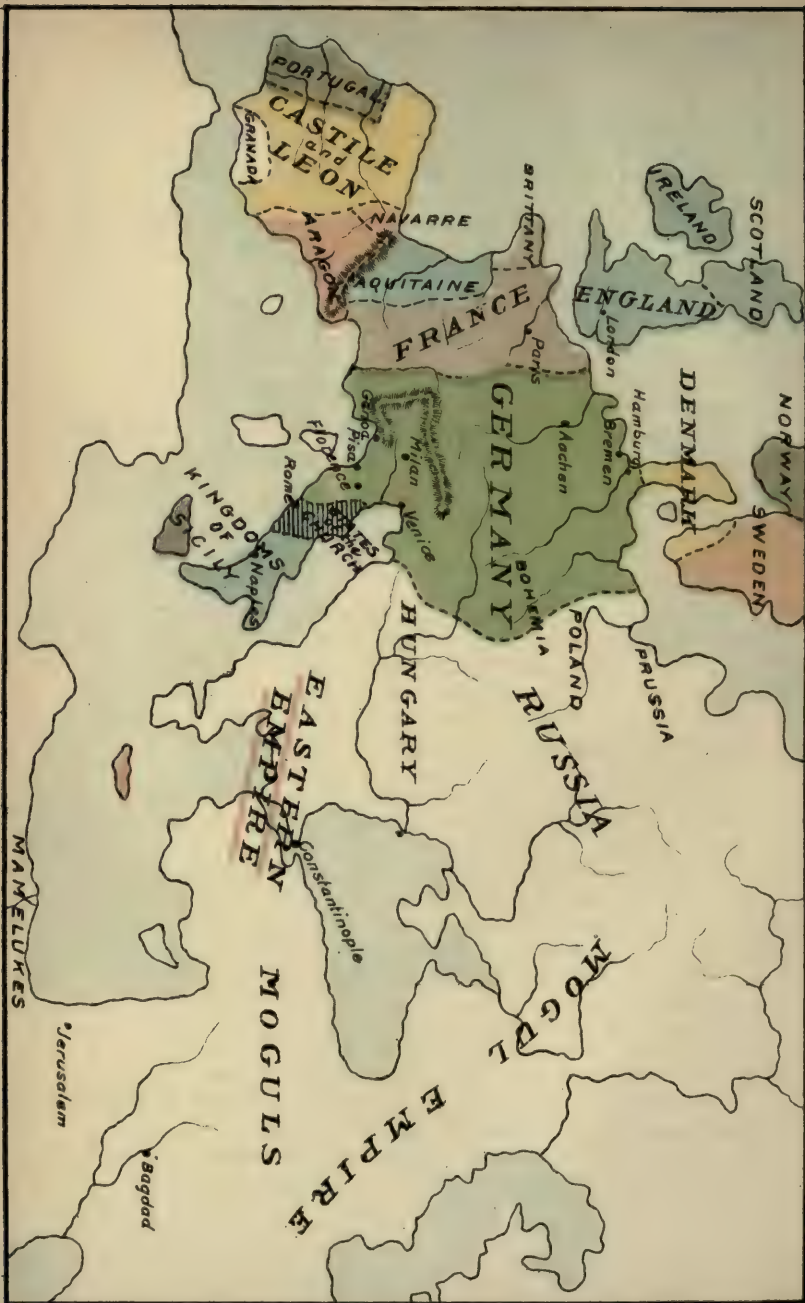 NORWAY
SWEDEN
SCOTLAND
DENMARK
IRELAND
ENGLAND
London
Hamburg
Bremen
PRUSSIA
POLAND
RUSSIA
BRITTANY
Paris
Aachen
GERMANY
BOHEMIA
FRANCE
AQUITAINE
NAVARRE
HUNGARY
MOGUL
EMPIRE
Milan
Venice
Genoa
Pisa
Florence
STATES
of the
CHURCH
Rome
PORTUGAL
CASTILE
and
LEON
GRANADA
ARAGON
KINGDOMS
OF
SICILY
Naples
EASTERN
EMPIRE
Constantinople
MOGULS
MAMELUKES
Jerusalem
Bagdad